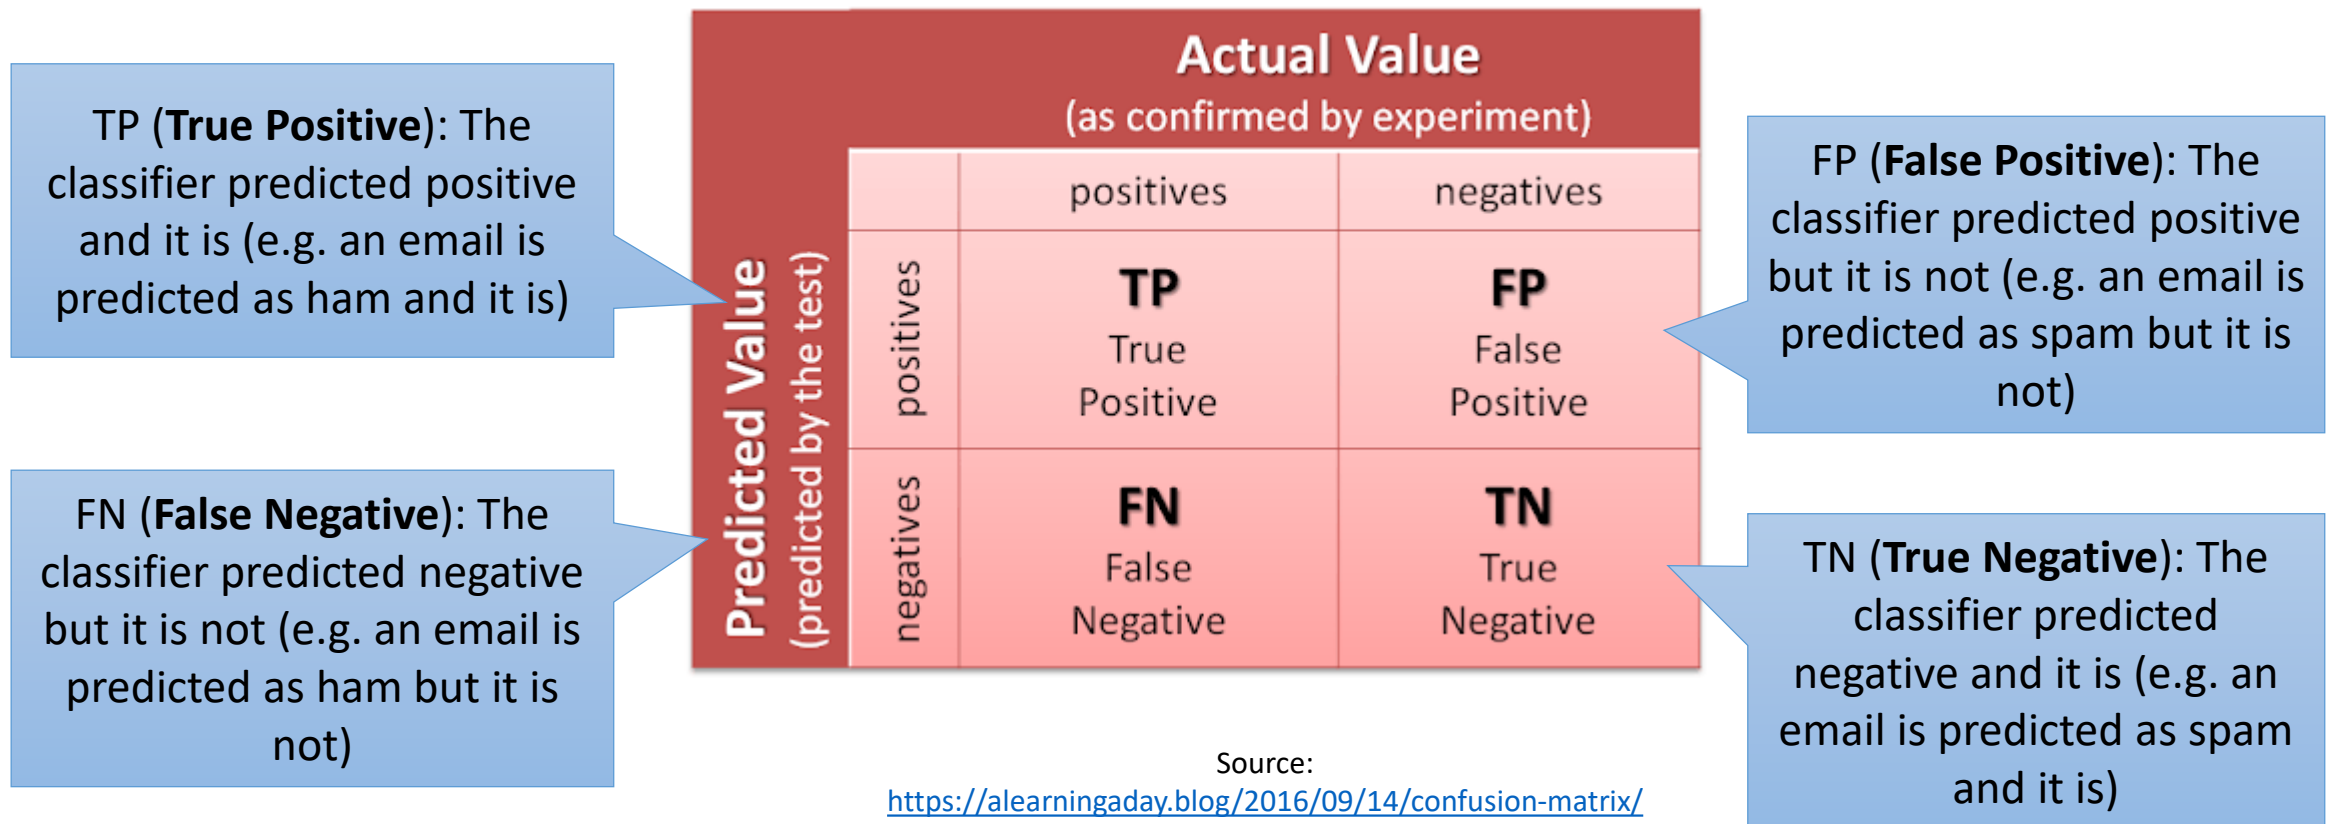 TP (True Positive): The
classifier predicted positive
and it is (e.g. an email is
predicted as ham and it is)
FN (False Negative): The
classifier predicted negative
but it is not (e.g. an email is
predicted as ham but it is
not)
Actual Value
(as confirmed by experiment)
Predicted Value
(predicted by the test)
positives
negatives
positives
TP
True
Positive
FP
False
Positive
negatives
FN
False
Negative
TN
True
Negative
Source:
https://alearningaday.blog/2016/09/14/confusion-matrix/
FP (False Positive): The
classifier predicted positive
but it is not (e.g. an email is
predicted as spam but it is
not)
TN (True Negative): The
classifier predicted
negative and it is (e.g. an
email is predicted as spam
and it is)